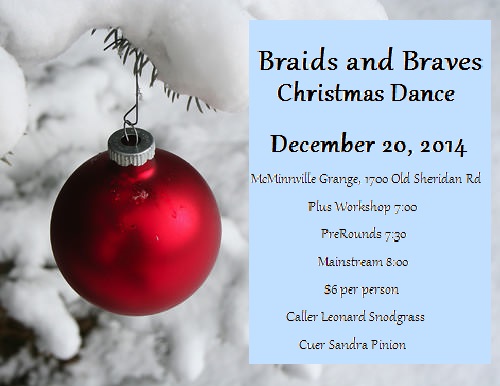 Braids and Braves
Christmas Dance
December 20, 2014
McMinnville Grange, 1700 Old Sheridan Rd
Plus Workshop 7:00
PreRounds 7:30
Mainstream 8:00
$6 per person
Caller Leonard Snodgrass
Cuer Sandra Pinion